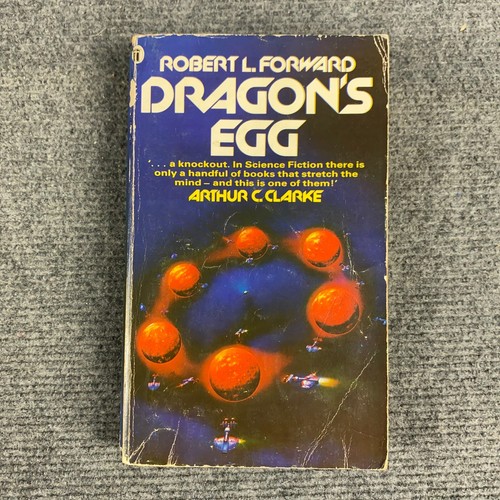 ROBERT L. FORWARD
DRAGON'S
EGG
'. . . a knockout. In Science Fiction there is
only a handful of books that stretch the
mind – and this is one of them!'
ARTHUR C. CLARKE